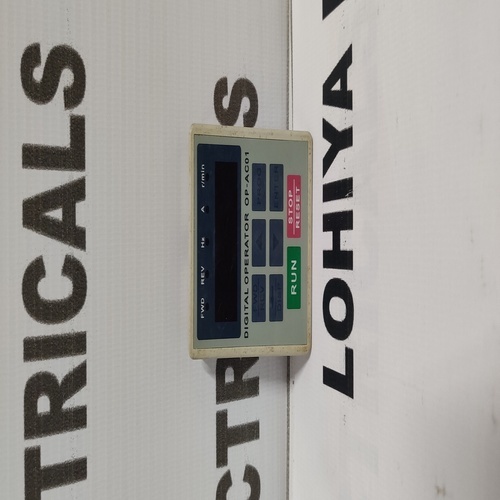 TRICALS
CTR
S
LOHIYA
FWD REV Hz A r/min
DIGITAL OPERATOR OP-AC01
RUN
STOP
RESET